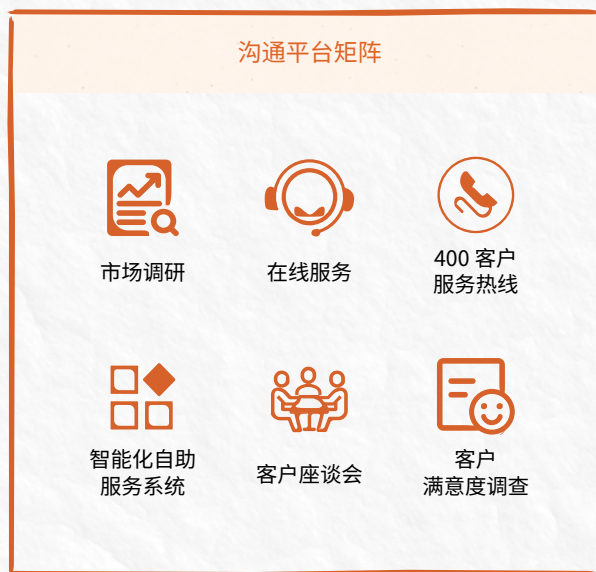 沟通平台矩阵
市场调研
在线服务
400 客户
服务热线
智能化自助
服务系统
客户座谈会
客户
满意度调查